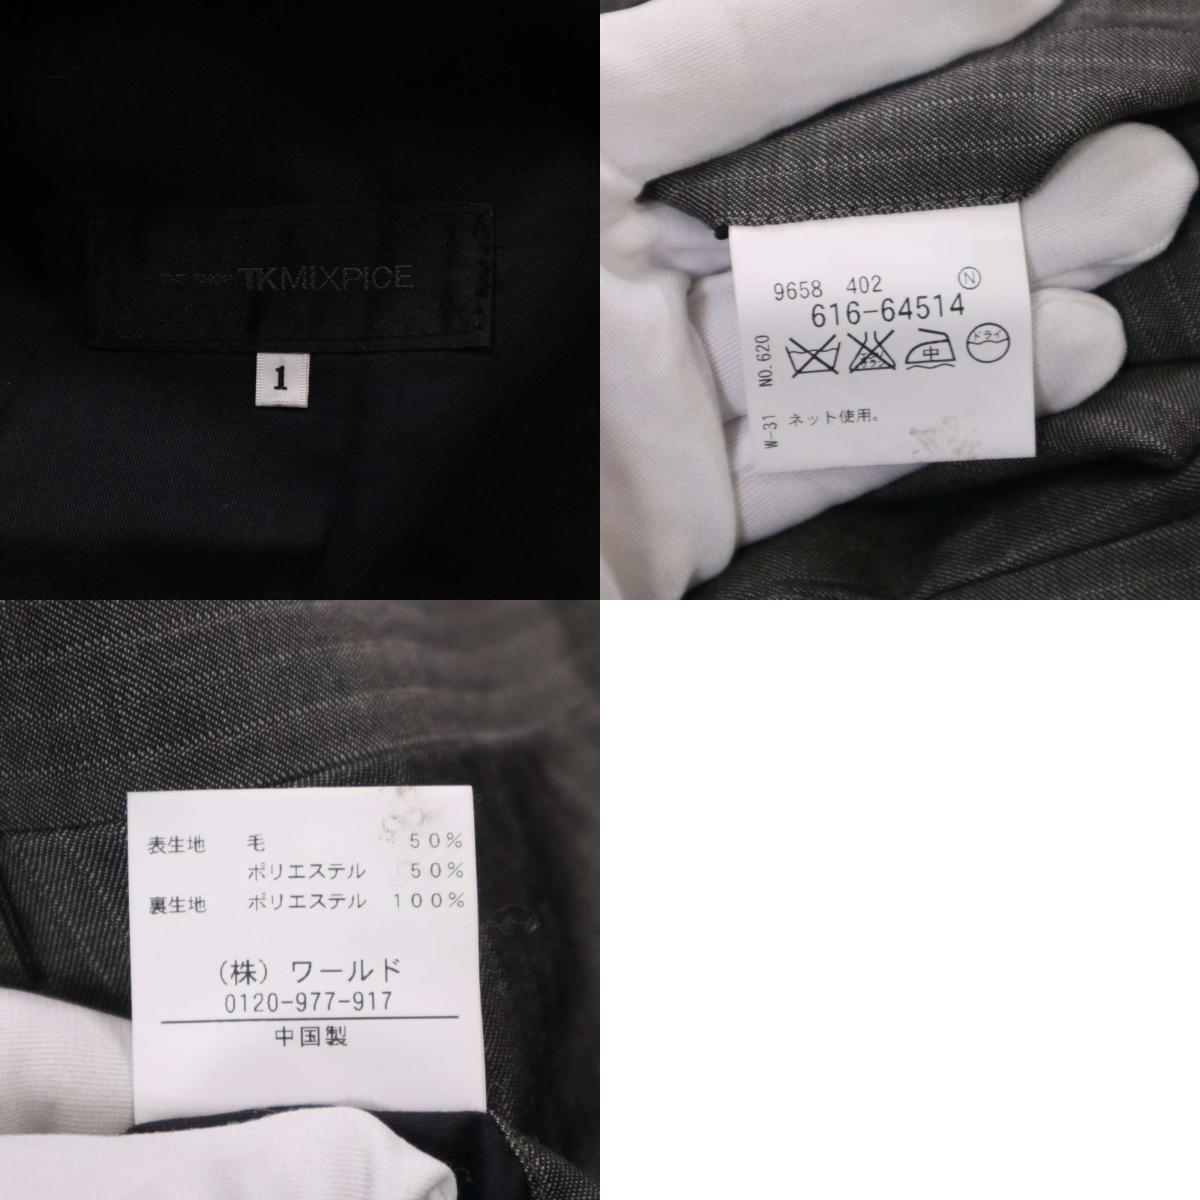 THE SHOP TKMIXPICE
1
9658 402 N
616-64514
中 ドライ
NO.620
W-31
ネット使用。
表生地 毛 50%
ポリエステル 50%
裏生地 ポリエステル 100%
(株) ワールド
0120-977-917
中国製